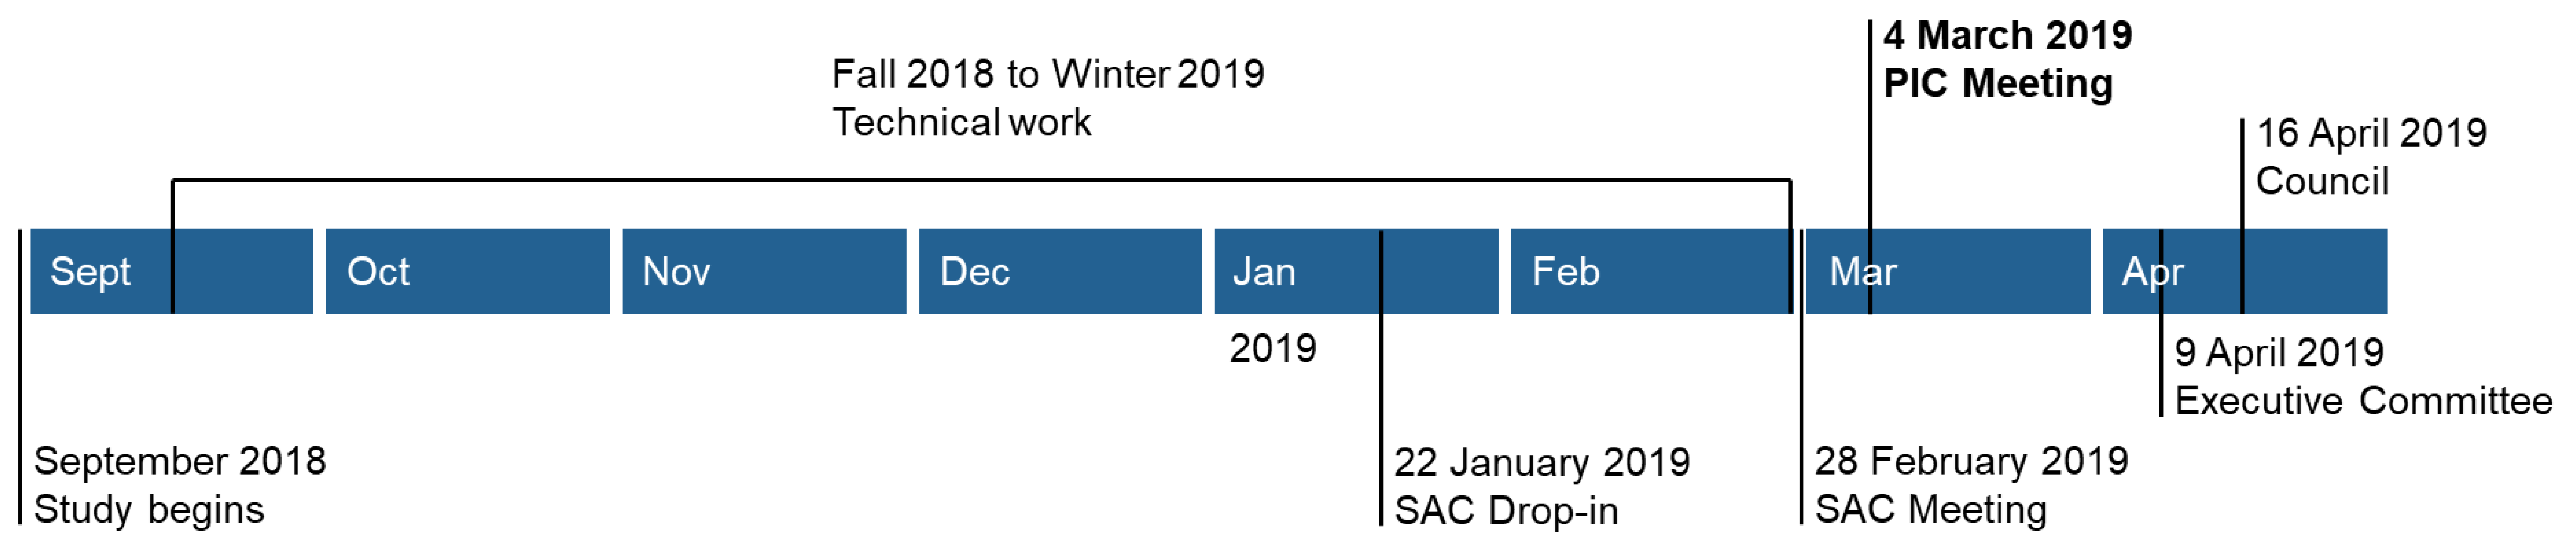 4 March 2019
PIC Meeting
Fall 2018 to Winter 2019
Technical work
16 April 2019
Council
Sept
Oct
Nov
Dec
Jan
Feb
Mar
Apr
2019
9 April 2019
Executive Committee
September 2018
Study begins
22 January 2019
SAC Drop-in
28 February 2019
SAC Meeting